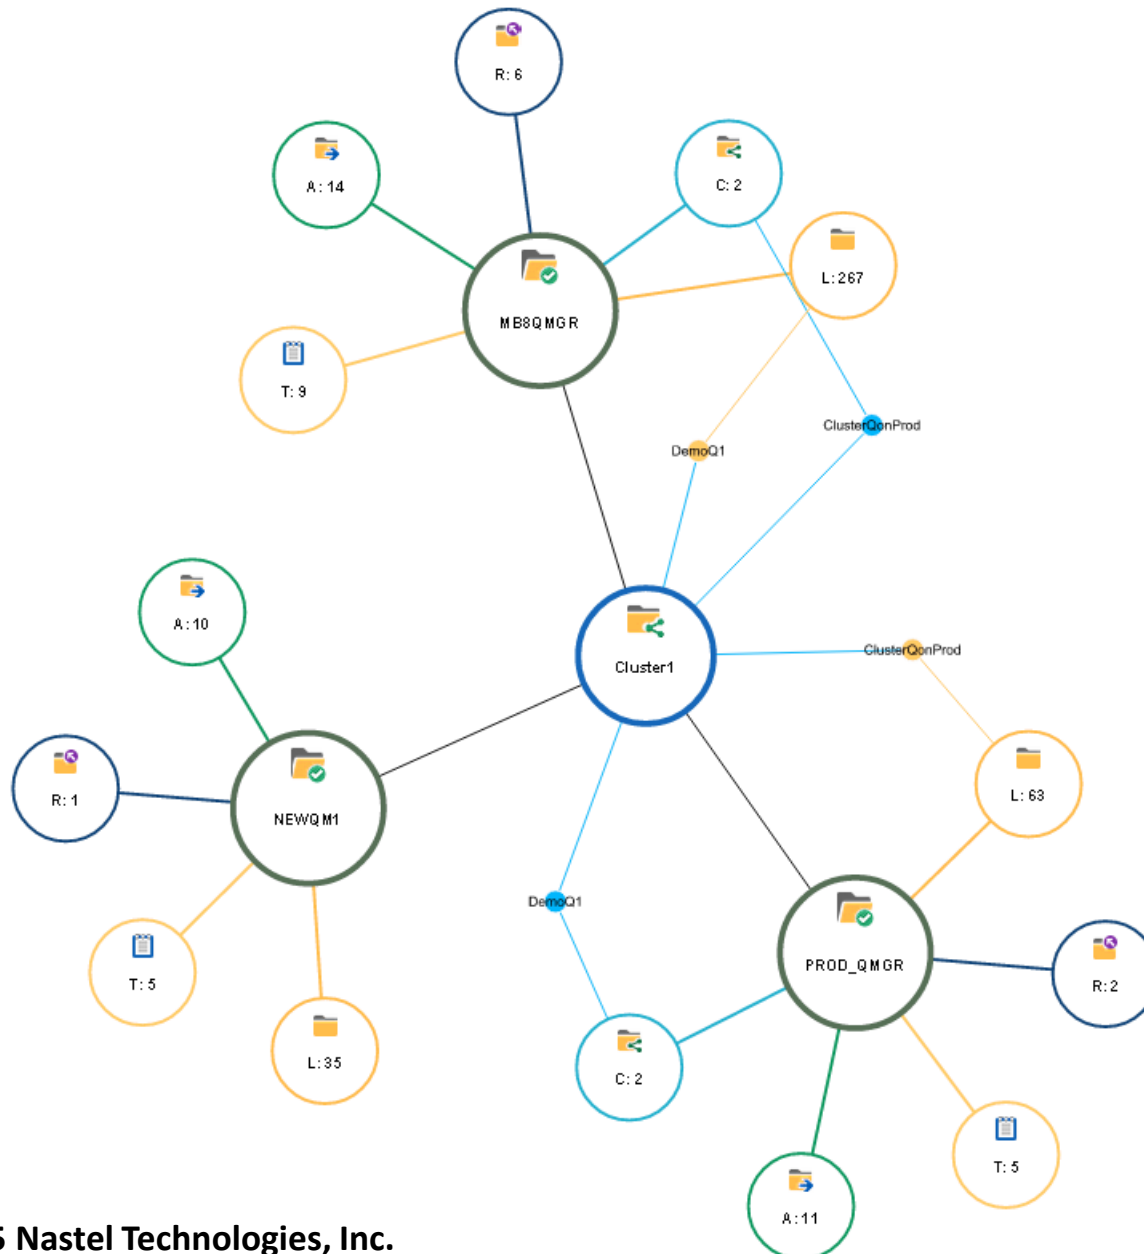 R: 6
A: 14
C: 2
L: 267
MB8QMGR
T: 9
ClusterQonProd
DemoQ1
A: 10
ClusterQonProd
Cluster1
R: 1
L: 63
NEWQM1
DemoQ1
PROD_QMGR
T: 5
R: 2
L: 35
C: 2
T: 5
A: 11
Nastel Technologies, Inc.